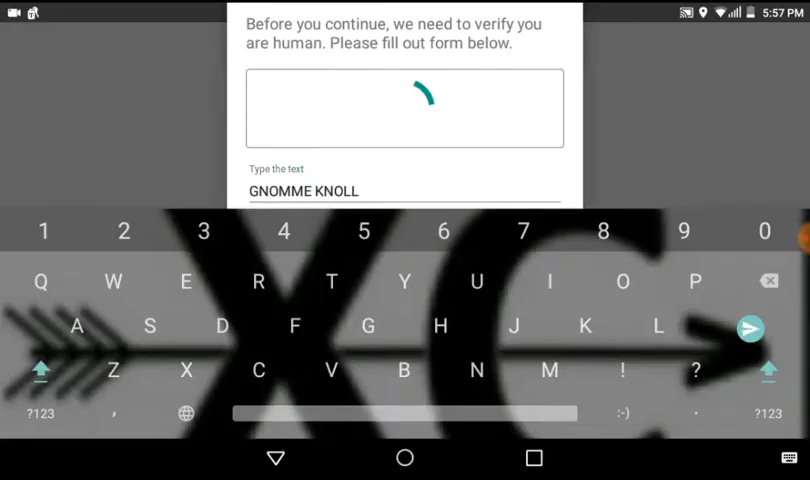 5:57 PM
Before you continue, we need to verify you
are human. Please fill out form below.
Type the text
GNOMME KNOLL
1 2 3 4 5 6 7 8 9 0
Q W E R T Y U I O P
A S D F G H J K L
Z X C V B N M ! ?
?123 , :-) . ?123
XC